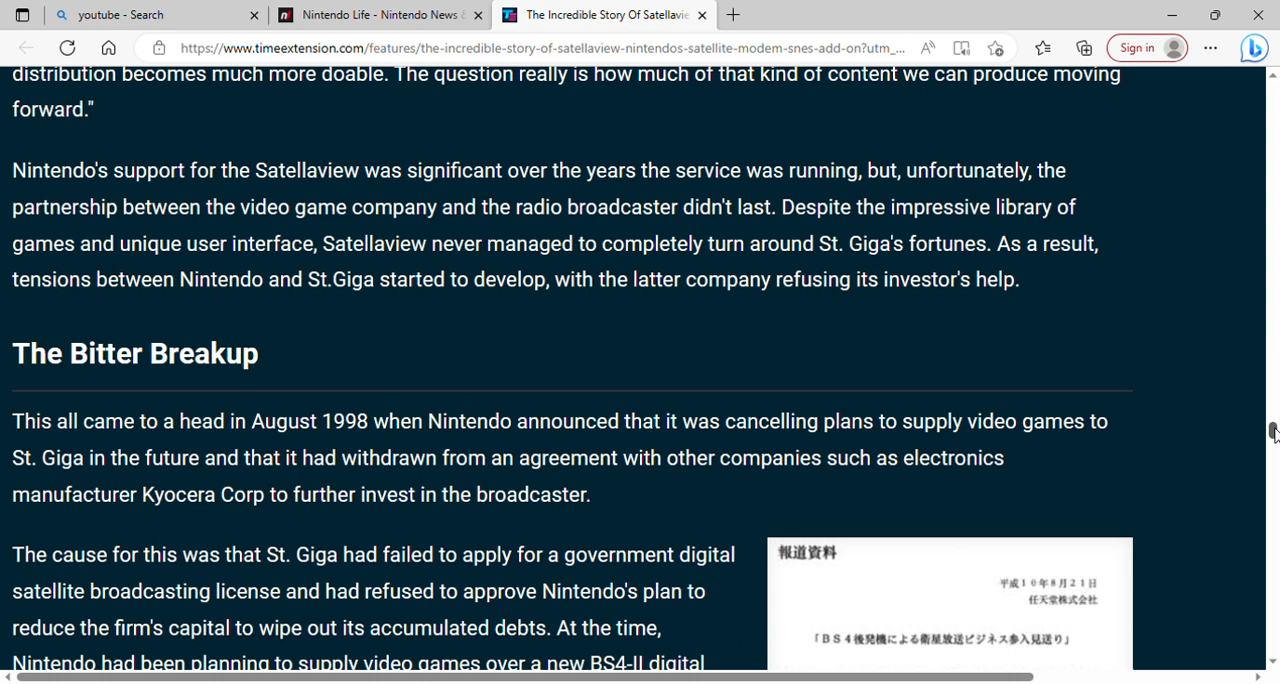 youtube - Search
Nintendo Life - Nintendo News &
The Incredible Story Of Satellavie
https://www.timeextension.com/features/the-incredible-story-of-satellaview-nintendos-satellite-modem-snes-add-on?utm_...
Sign in
distribution becomes much more doable. The question really is how much of that kind of content we can produce moving
forward."
Nintendo's support for the Satellaview was significant over the years the service was running, but, unfortunately, the
partnership between the video game company and the radio broadcaster didn't last. Despite the impressive library of
games and unique user interface, Satellaview never managed to completely turn around St. Giga's fortunes. As a result,
tensions between Nintendo and St.Giga started to develop, with the latter company refusing its investor's help.
The Bitter Breakup
This all came to a head in August 1998 when Nintendo announced that it was cancelling plans to supply video games to
St. Giga in the future and that it had withdrawn from an agreement with other companies such as electronics
manufacturer Kyocera Corp to further invest in the broadcaster.
The cause for this was that St. Giga had failed to apply for a government digital
satellite broadcasting license and had refused to approve Nintendo's plan to
reduce the firm's capital to wipe out its accumulated debts. At the time,
Nintendo had been planning to supply video games over a new BS4-II digital
報道資料
平成10年8月21日
任天堂株式会社
「BS4後発機による衛星放送ビジネス参入見送り」